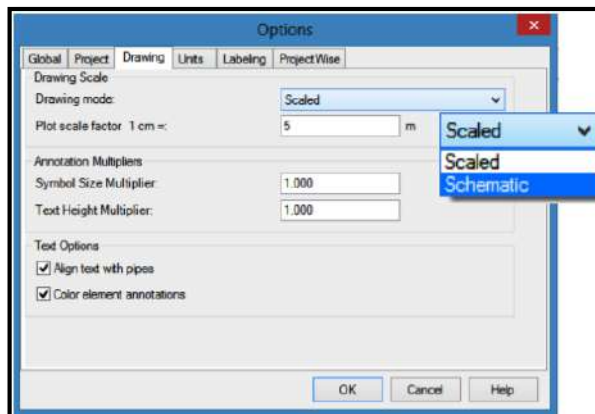 Options
Global Project Drawing Units Labeling ProjectWise
Drawing Scale
Drawing mode: Scaled
Plot scale factor 1 cm =: 5 m
Scaled
Scaled
Schematic
Annotation Multipliers
Symbol Size Multiplier: 1.000
Text Height Multiplier: 1.000
Text Options
Align text with pipes
Color element annotations
OK Cancel Help